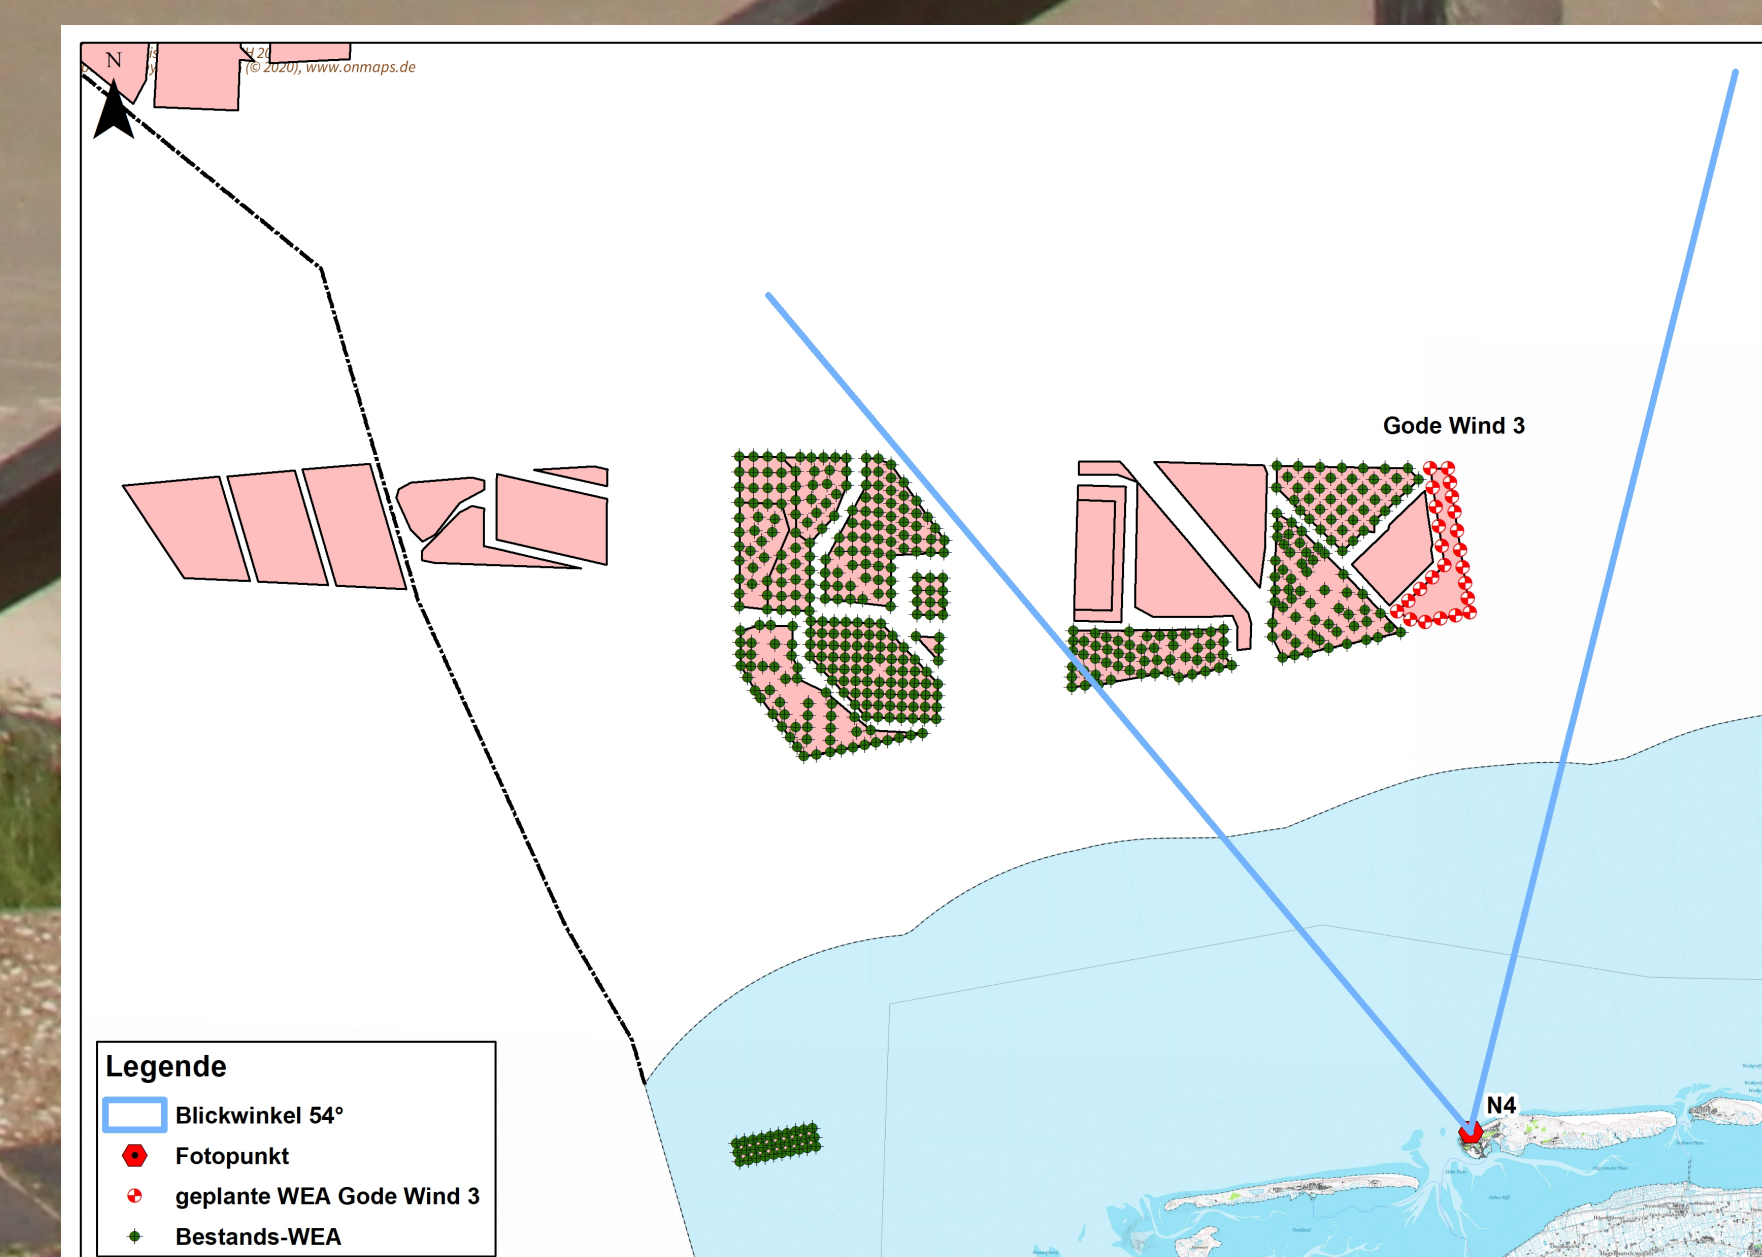 N
H 20
(© 2020), www.onmaps.de
Gode Wind 3
N4
Legende
Blickwinkel 54°
Fotopunkt
geplante WEA Gode Wind 3
Bestands-WEA